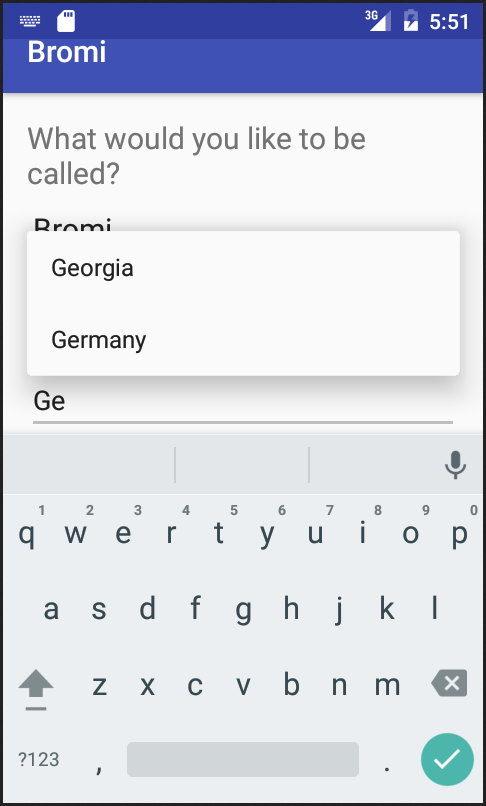 3G 5:51
Bromi
What would you like to be
called?
Bromi
Georgia
Germany
Ge
1 2 3 4 5 6 7 8 9 0
q w e r t y u i o p
a s d f g h j k l
z x c v b n m
?123 , .